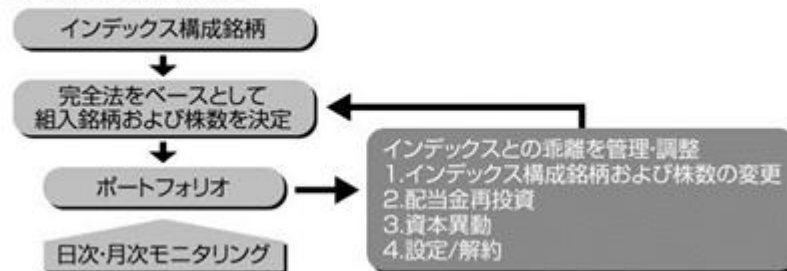 インデックス構成銘柄
完全法をベースとして
組入銘柄および株数を決定
ポートフォリオ
日次・月次モニタリング
インデックスとの乖離を管理・調整
1.インデックス構成銘柄および株数の変更
2.配当金再投資
3.資本異動
4.設定/解約